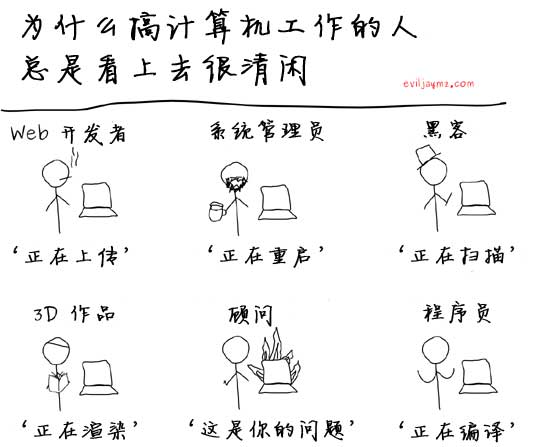 为什么搞计算机工作的人
总是看上去很清闲
eviljaymz.com
Web 开发者
系统管理员
黑客
‘正在上传’
‘正在重启’
‘正在扫描’
3D 作品
顾问
程序员
‘正在渲染’
‘这是你的问题’
‘正在编译’